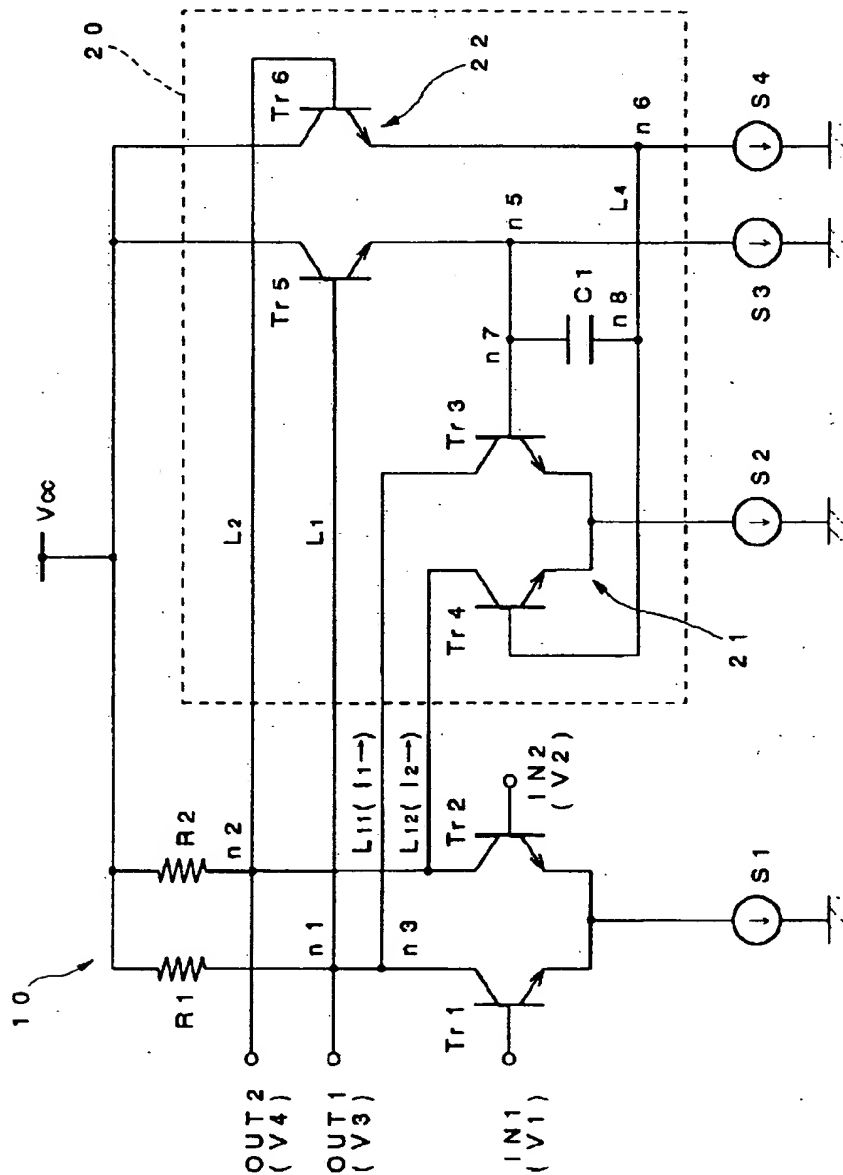 20
Vcc
10
R1
R2
n2
n1
n3
OUT2
(V4)
OUT1
(V3)
L2
L1
L11(I1→)
L12(I2→)
Tr5
Tr6
22
Tr1
Tr2
IN1
(V1)
IN2
(V2)
Tr4
Tr3
n7
n5
C1
n8
L4
n6
21
S1
S2
S3
S4